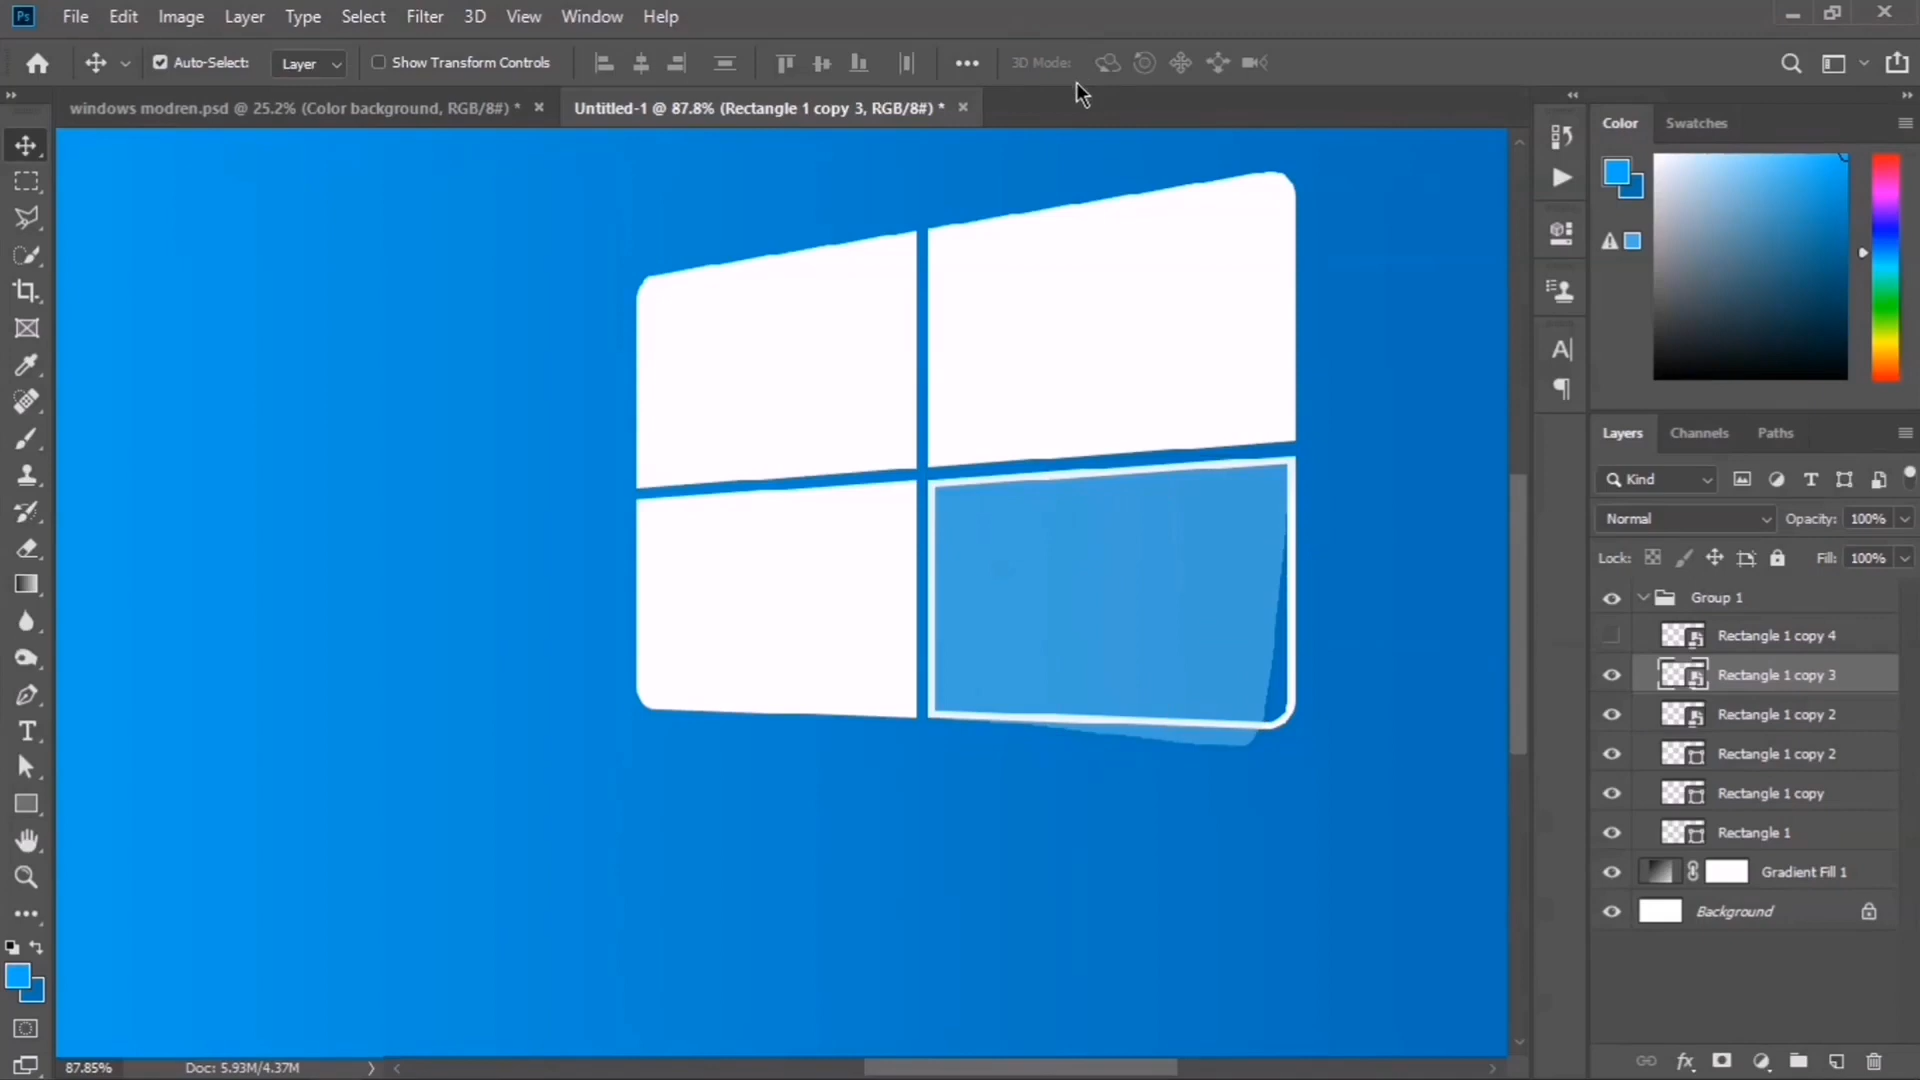 Ps File Edit Image Layer Type Select Filter 3D View Window Help
Auto-Select: Layer Show Transform Controls 3D Mode:
windows modren.psd @ 25.2% (Color background, RGB/8#) * Untitled-1 @ 87.8% (Rectangle 1 copy 3, RGB/8#) *
Color Swatches
Layers Channels Paths
Kind
Normal Opacity: 100%
Lock: Fill: 100%
Group 1
Rectangle 1 copy 4
Rectangle 1 copy 3
Rectangle 1 copy 2
Rectangle 1 copy 2
Rectangle 1 copy
Rectangle 1
Gradient Fill 1
Background
87.85% Doc: 5.93M/4.37M